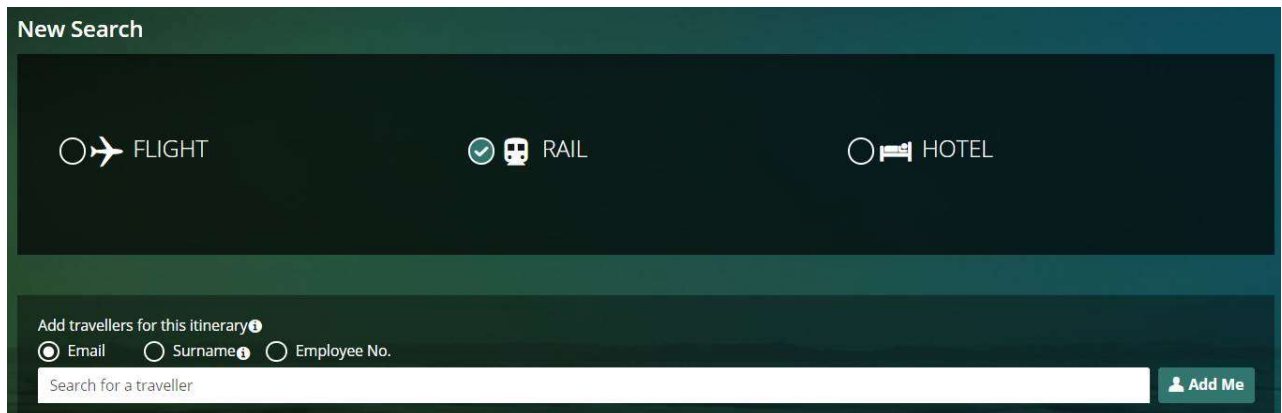 New Search
FLIGHT RAIL HOTEL
Add travellers for this itinerary
Email Surname Employee No.
Search for a traveller Add Me